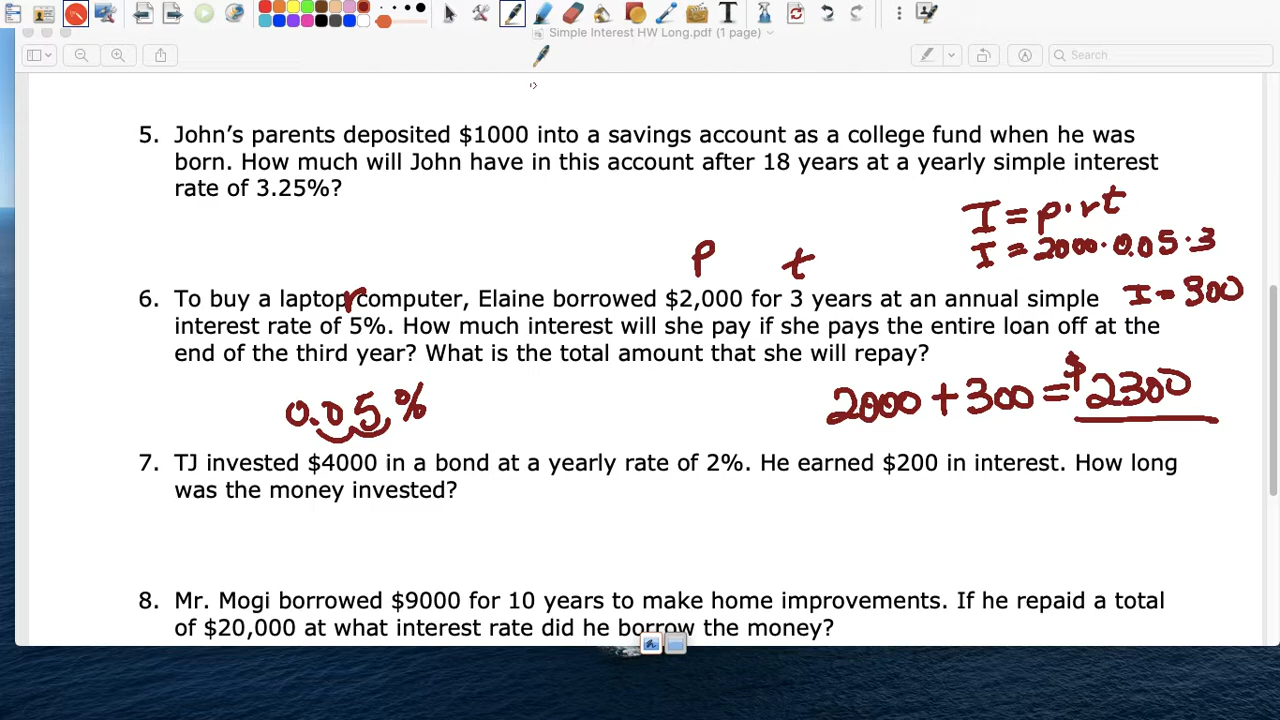 Simple Interest HW Long.pdf (1 page)
Search
5. John's parents deposited $1000 into a savings account as a college fund when he was
born. How much will John have in this account after 18 years at a yearly simple interest
rate of 3.25%?
I = p·rt
I = 2000·0.05·3
p t
6. To buy a laptop computer, Elaine borrowed $2,000 for 3 years at an annual simple
r
I = 300
interest rate of 5%. How much interest will she pay if she pays the entire loan off at the
end of the third year? What is the total amount that she will repay?
0.05%
2000 + 300 = $2300
7. TJ invested $4000 in a bond at a yearly rate of 2%. He earned $200 in interest. How long
was the money invested?
8. Mr. Mogi borrowed $9000 for 10 years to make home improvements. If he repaid a total
of $20,000 at what interest rate did he borrow the money?